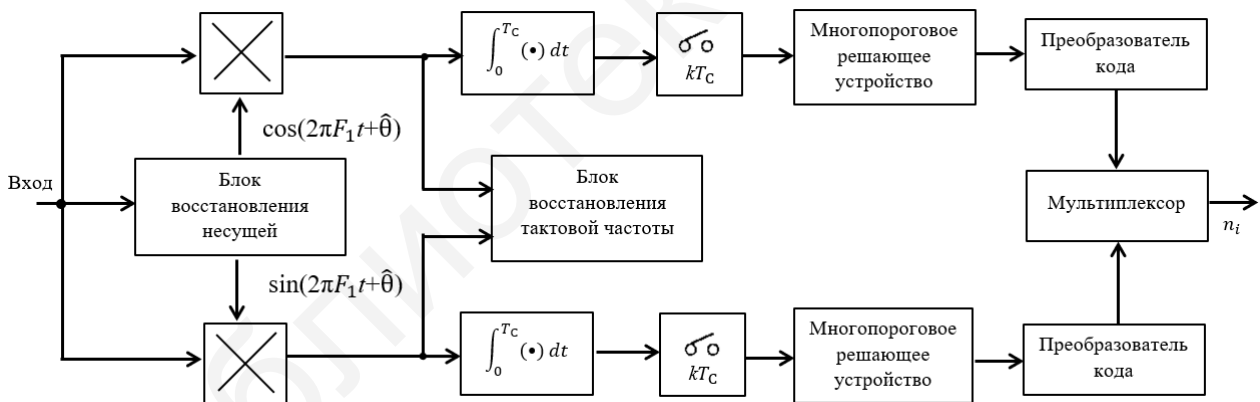 ∫₀^{T_C} (•) dt
kT_C
Многопороговое
решающее
устройство
Преобразователь
кода
cos(2πF₁t+θ̂)
Вход
Блок
восстановления
несущей
Блок
восстановления
тактовой частоты
Мультиплексор
n_i
sin(2πF₁t+θ̂)
∫₀^{T_C} (•) dt
kT_C
Многопороговое
решающее
устройство
Преобразователь
кода